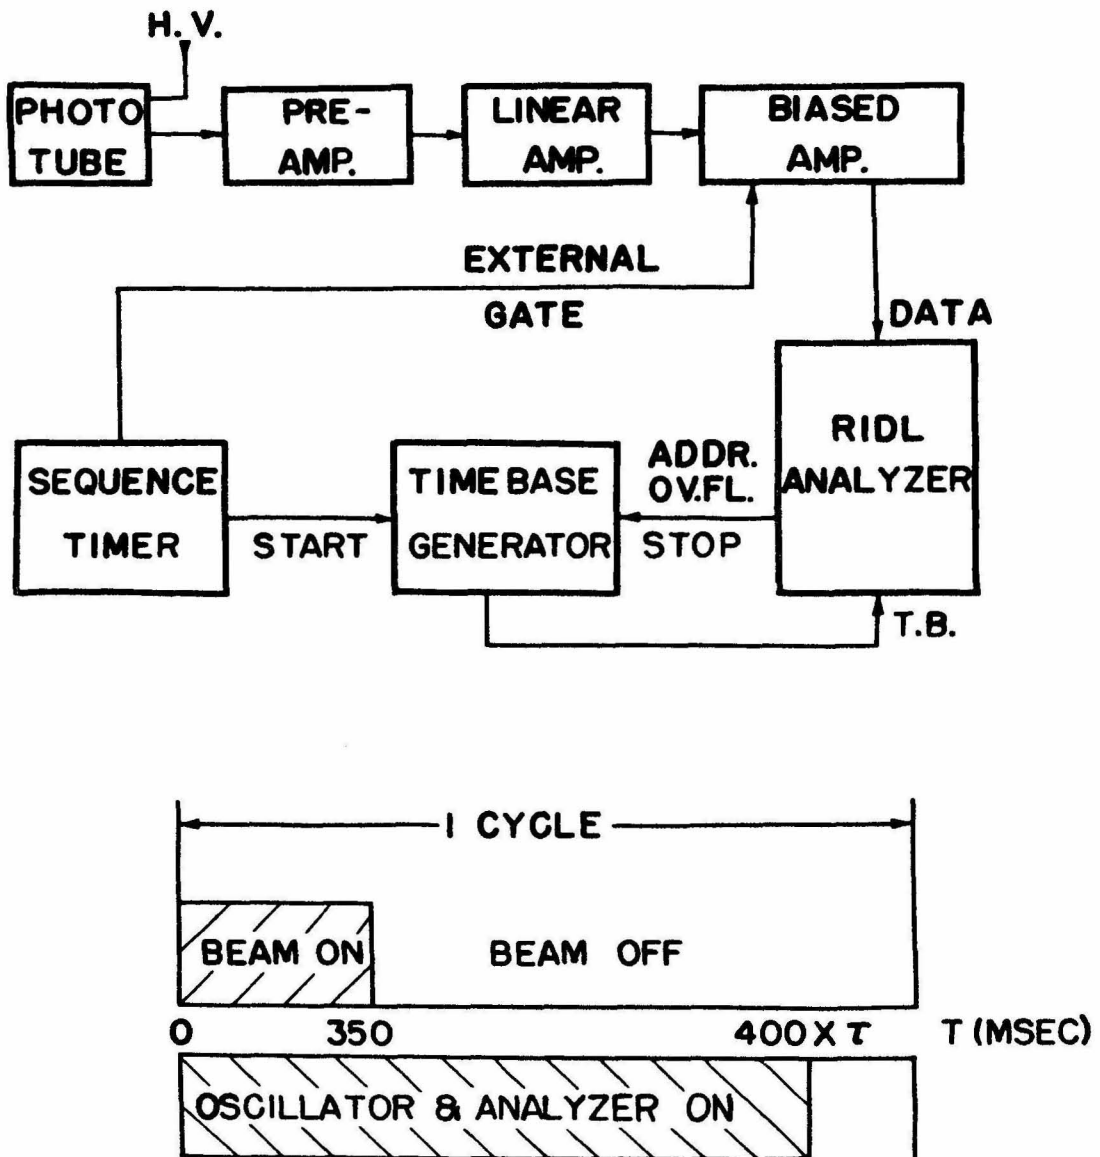 H. V.
PHOTO
TUBE
PRE-
AMP.
LINEAR
AMP.
BIASED
AMP.
EXTERNAL
GATE
DATA
RIDL
ANALYZER
SEQUENCE
TIMER
START
TIME BASE
GENERATOR
ADDR.
OV.FL.
STOP
T.B.
1 CYCLE
BEAM ON
BEAM OFF
0 350 400 X τ T (MSEC)
OSCILLATOR & ANALYZER ON